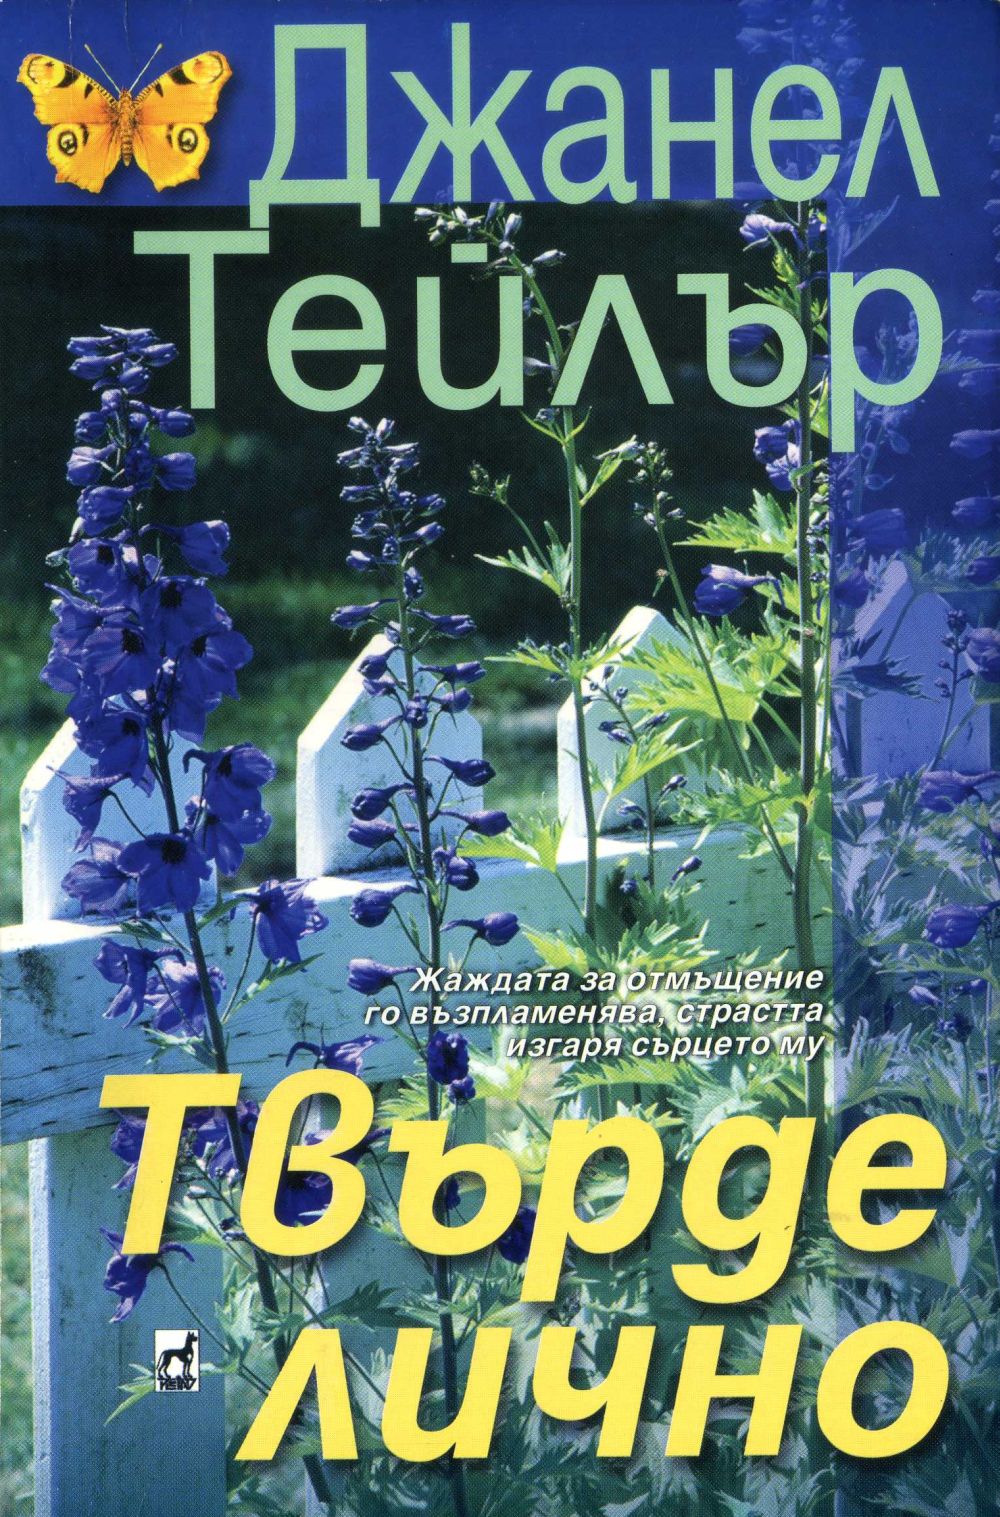 Джанел
Тейлър
Жаждата за отмъщение
го възпламенява, страстта
изгаря сърцето му
Твърде
лично